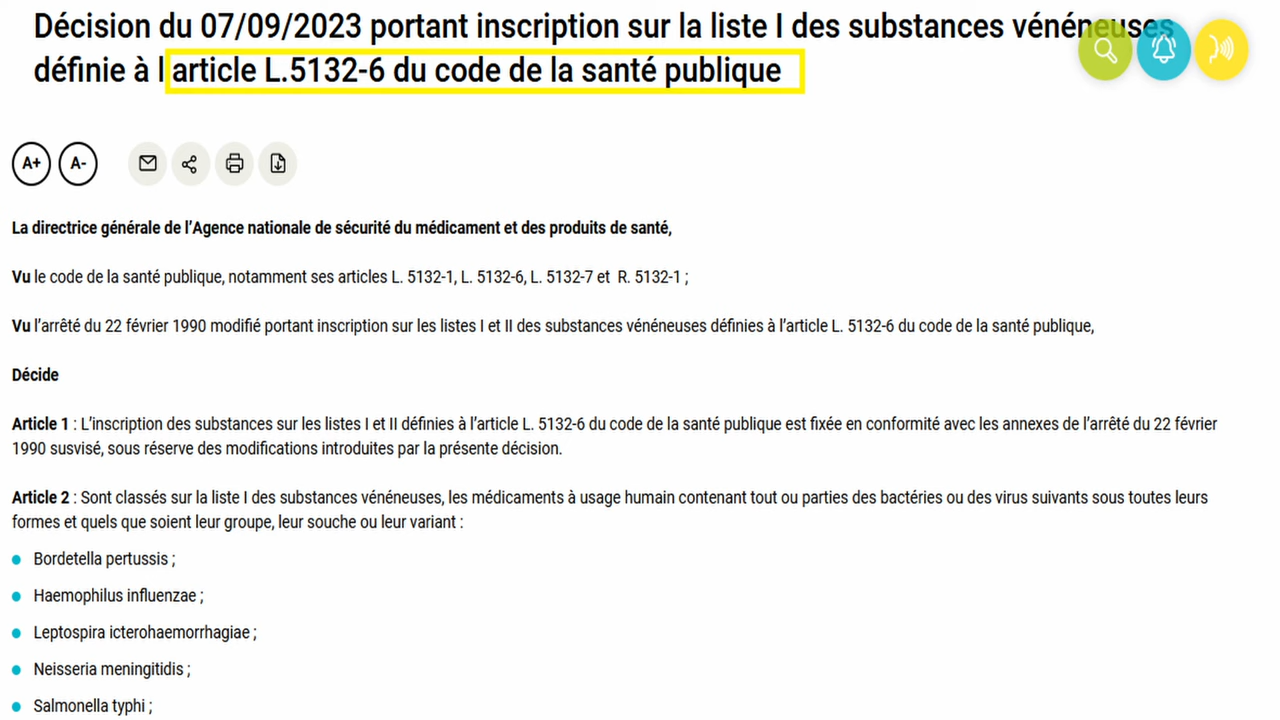 Décision du 07/09/2023 portant inscription sur la liste I des substances vénéneuses
définie à l article L.5132-6 du code de la santé publique
A+ A-
La directrice générale de l’Agence nationale de sécurité du médicament et des produits de santé,
Vu le code de la santé publique, notamment ses articles L. 5132-1, L. 5132-6, L. 5132-7 et R. 5132-1 ;
Vu l’arrêté du 22 février 1990 modifié portant inscription sur les listes I et II des substances vénéneuses définies à l’article L. 5132-6 du code de la santé publique,
Décide
Article 1 : L’inscription des substances sur les listes I et II définies à l’article L. 5132-6 du code de la santé publique est fixée en conformité avec les annexes de l’arrêté du 22 février
1990 susvisé, sous réserve des modifications introduites par la présente décision.
Article 2 : Sont classés sur la liste I des substances vénéneuses, les médicaments à usage humain contenant tout ou parties des bactéries ou des virus suivants sous toutes leurs
formes et quels que soient leur groupe, leur souche ou leur variant :
Bordetella pertussis ;
Haemophilus influenzae ;
Leptospira icterohaemorrhagiae ;
Neisseria meningitidis ;
Salmonella typhi ;